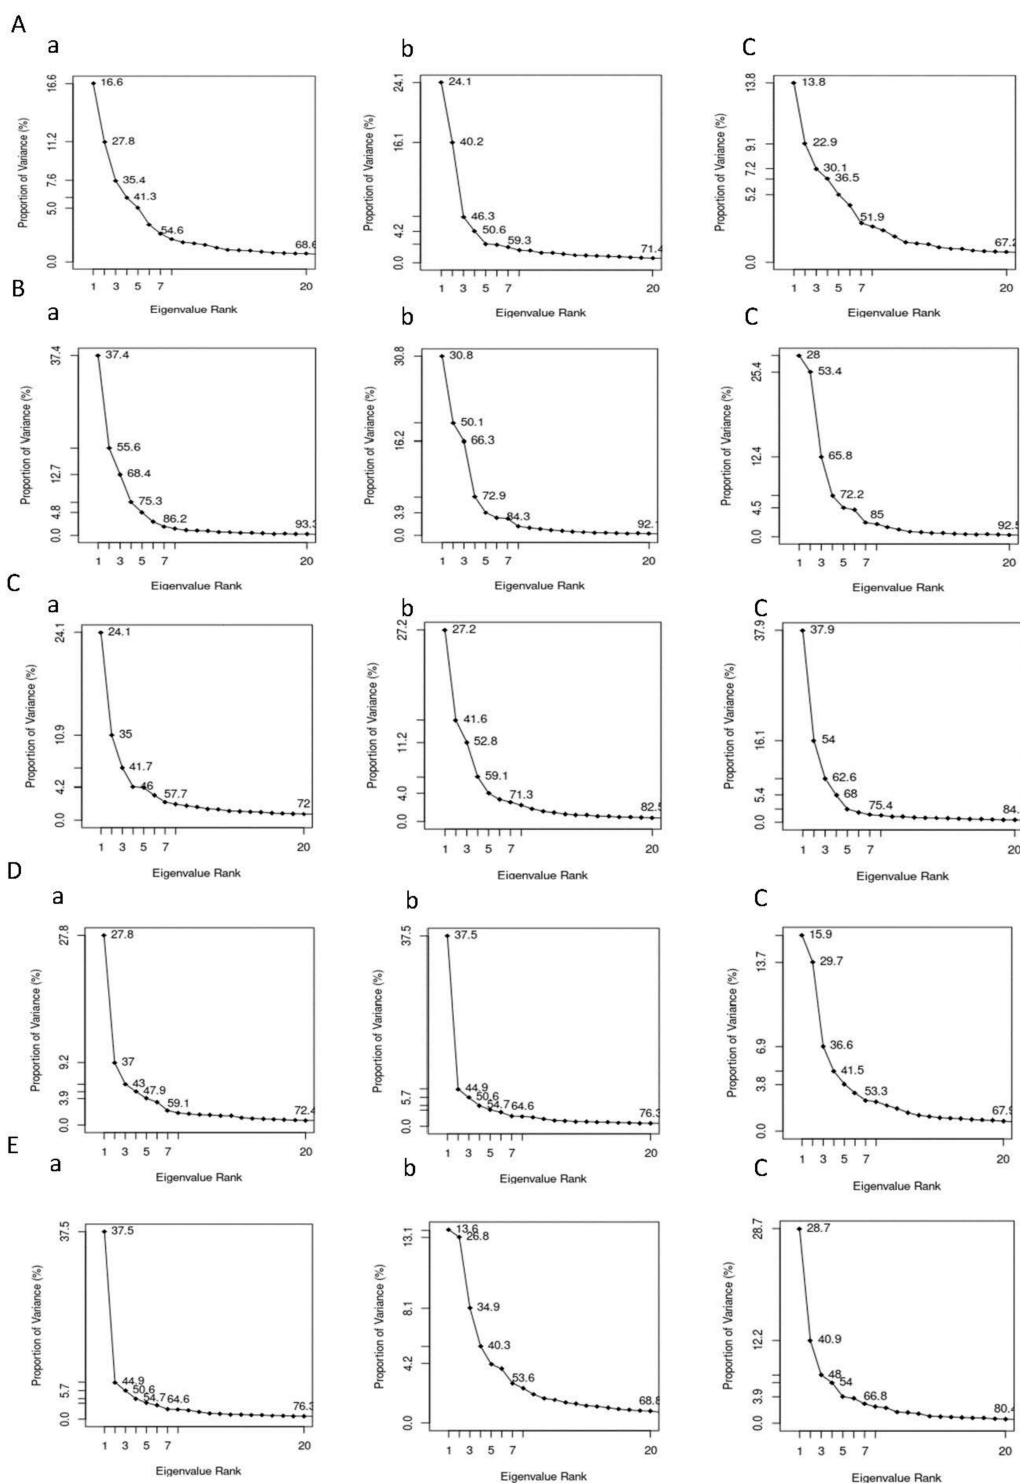 A
a
b
C
Proportion of Variance (%)
16.6
11.2
7.6
5.0
0.0
16.6
27.8
35.4
41.3
54.6
68.6
1 3 5 7 20
Eigenvalue Rank
Proportion of Variance (%)
24.1
16.1
4.2
0.0
24.1
40.2
46.3
50.6
59.3
71.4
1 3 5 7 20
Eigenvalue Rank
Proportion of Variance (%)
13.8
9.1
7.2
5.2
0.0
13.8
22.9
30.1
36.5
51.9
67.2
1 3 5 7 20
Eigenvalue Rank
B
a
b
C
Proportion of Variance (%)
37.4
12.7
4.8
0.0
37.4
55.6
68.4
75.3
86.2
93.3
1 3 5 7 20
Eigenvalue Rank
Proportion of Variance (%)
30.8
16.2
3.9
0.0
30.8
50.1
66.3
72.9
84.3
92.1
1 3 5 7 20
Eigenvalue Rank
Proportion of Variance (%)
25.4
12.4
4.5
0.0
28
53.4
65.8
72.2
85
92.5
1 3 5 7 20
Eigenvalue Rank
C
a
b
C
Proportion of Variance (%)
24.1
10.9
4.2
0.0
24.1
35
41.7
46
57.7
72
1 3 5 7 20
Eigenvalue Rank
Proportion of Variance (%)
27.2
11.2
4.0
0.0
27.2
41.6
52.8
59.1
71.3
82.5
1 3 5 7 20
Eigenvalue Rank
Proportion of Variance (%)
37.9
16.1
5.4
0.0
37.9
54
62.6
68
75.4
84.
1 3 5 7 20
Eigenvalue Rank
D
a
b
C
Proportion of Variance (%)
27.8
9.2
3.9
0.0
27.8
37
43
47.9
59.1
72.4
1 3 5 7 20
Eigenvalue Rank
Proportion of Variance (%)
37.5
5.7
0.0
37.5
44.9
50.6
54.7
64.6
76.3
1 3 5 7 20
Eigenvalue Rank
Proportion of Variance (%)
13.7
6.9
3.8
0.0
15.9
29.7
36.6
41.5
53.3
67.9
1 3 5 7 20
Eigenvalue Rank
E
a
b
C
Proportion of Variance (%)
37.5
5.7
0.0
37.5
44.9
50.6
54.7
64.6
76.3
1 3 5 7 20
Eigenvalue Rank
Proportion of Variance (%)
13.1
8.1
4.2
0.0
13.6
26.8
34.9
40.3
53.6
68.8
1 3 5 7 20
Eigenvalue Rank
Proportion of Variance (%)
28.7
12.2
3.9
0.0
28.7
40.9
48
54
66.8
80.4
1 3 5 7 20
Eigenvalue Rank